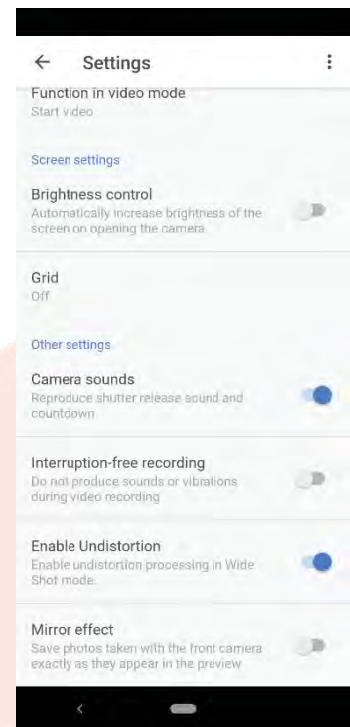 Settings
Function in video mode
Start video
Screen settings
Brightness control
Automatically increase brightness of the
screen on opening the camera
Grid
Off
Other settings
Camera sounds
Reproduce shutter release sound and
countdown
Interruption-free recording
Do not produce sounds or vibrations
during video recording
Enable Undistortion
Enable undistortion processing in Wide
Shot mode.
Mirror effect
Save photos taken with the front camera
exactly as they appear in the preview